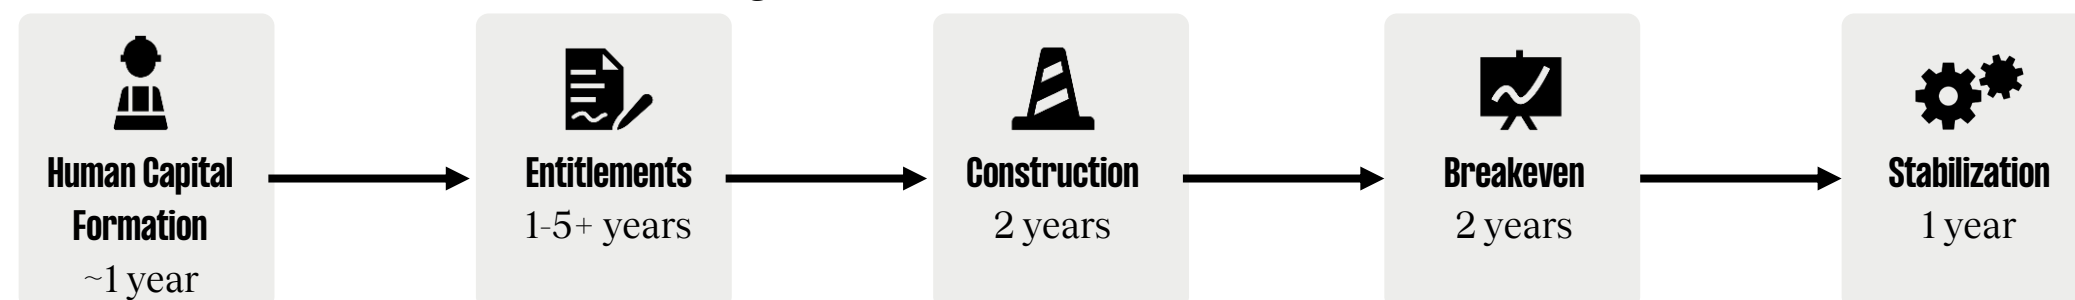 Human Capital
Formation
~1 year
Entitlements
1-5+ years
Construction
2 years
Breakeven
2 years
Stabilization
1 year